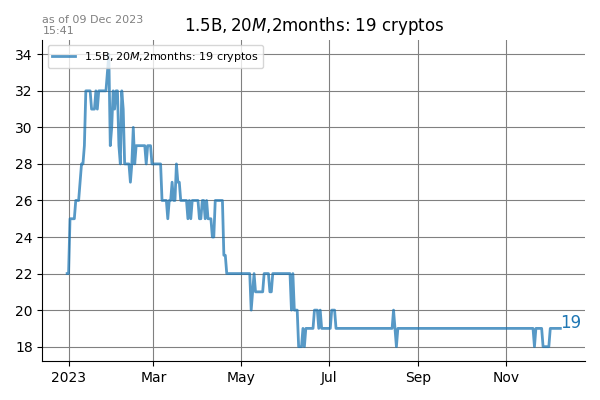 as of 09 Dec 2023
15:41
1.5B, 20M,2months: 19 cryptos
1.5B, 20M,2months: 19 cryptos
34
32
30
28
26
24
22
20
18
19
2023 Mar May Jul Sep Nov